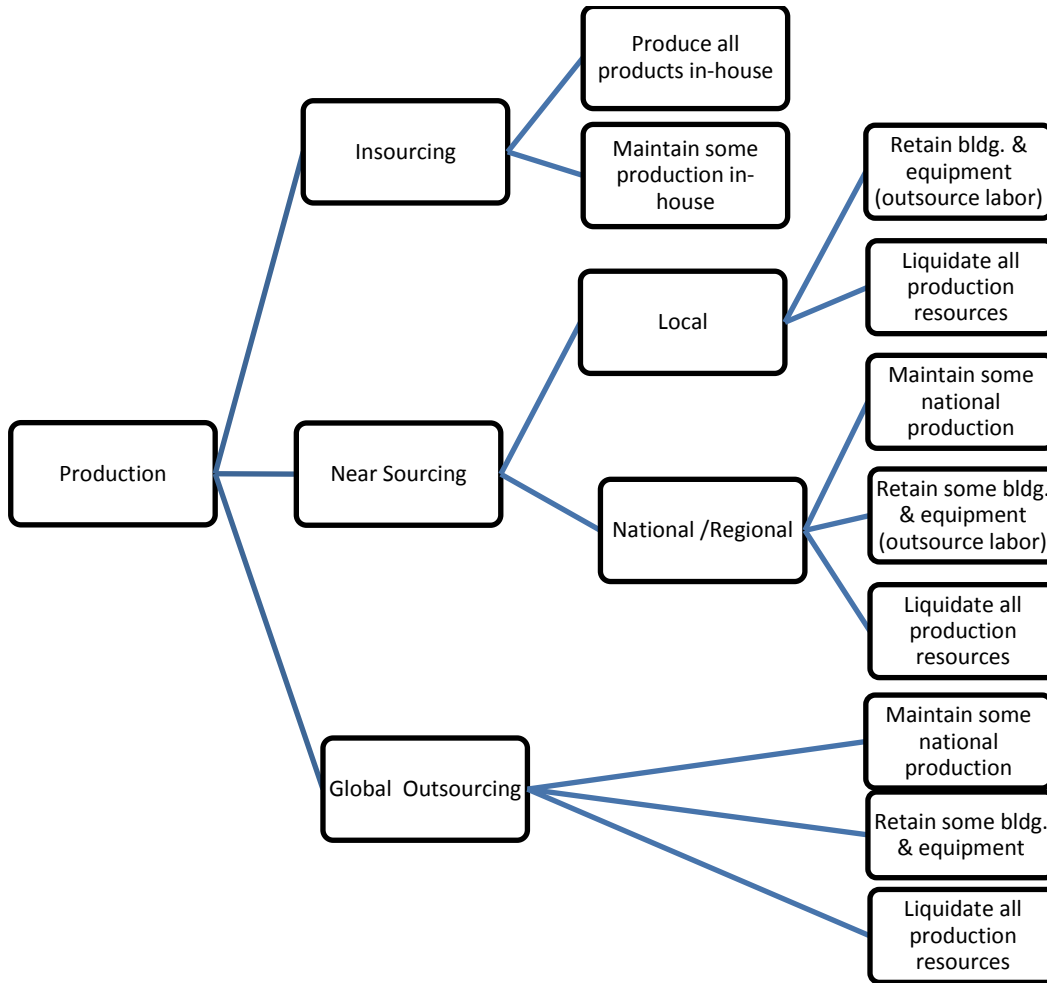 Produce all
products in-house
Maintain some
production in-
house
Insourcing
Retain bldg. &
equipment
(outsource labor)
Liquidate all
production
resources
Local
Maintain some
national
production
Production
Near Sourcing
National /Regional
Retain some bldg.
& equipment
(outsource labor)
Liquidate all
production
resources
Global  Outsourcing
Maintain some
national
production
Retain some bldg.
& equipment
Liquidate all
production
resources